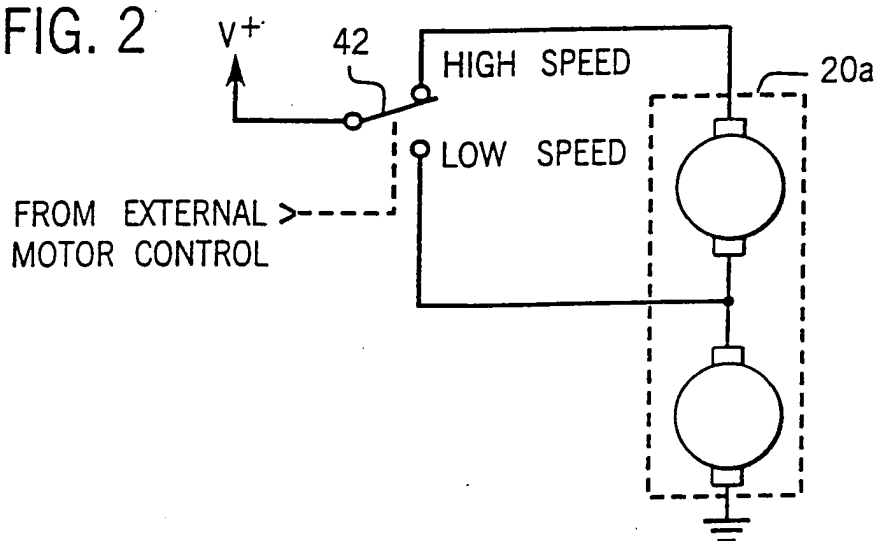 FIG. 2
V+
42
HIGH SPEED
20a
LOW SPEED
FROM EXTERNAL
MOTOR CONTROL